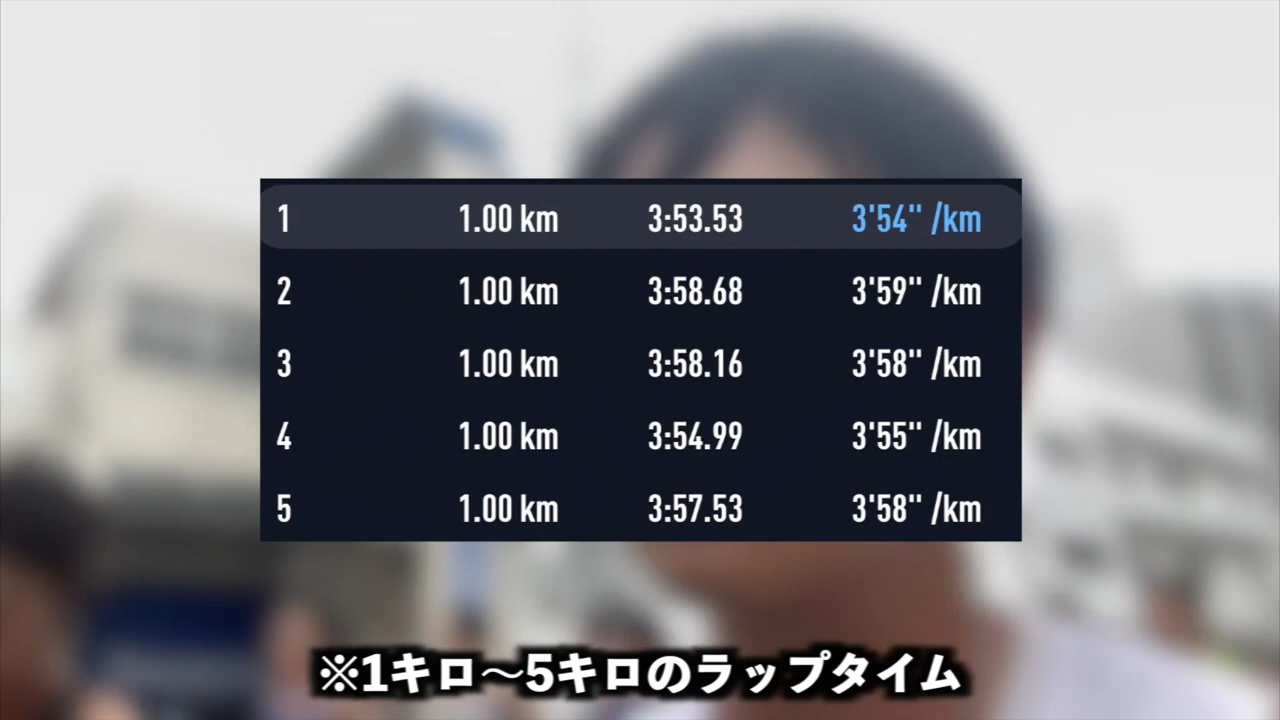 1 1.00 km 3:53.53 3'54" /km
2 1.00 km 3:58.68 3'59" /km
3 1.00 km 3:58.16 3'58" /km
4 1.00 km 3:54.99 3'55" /km
5 1.00 km 3:57.53 3'58" /km
※1キロ～5キロのラップタイム